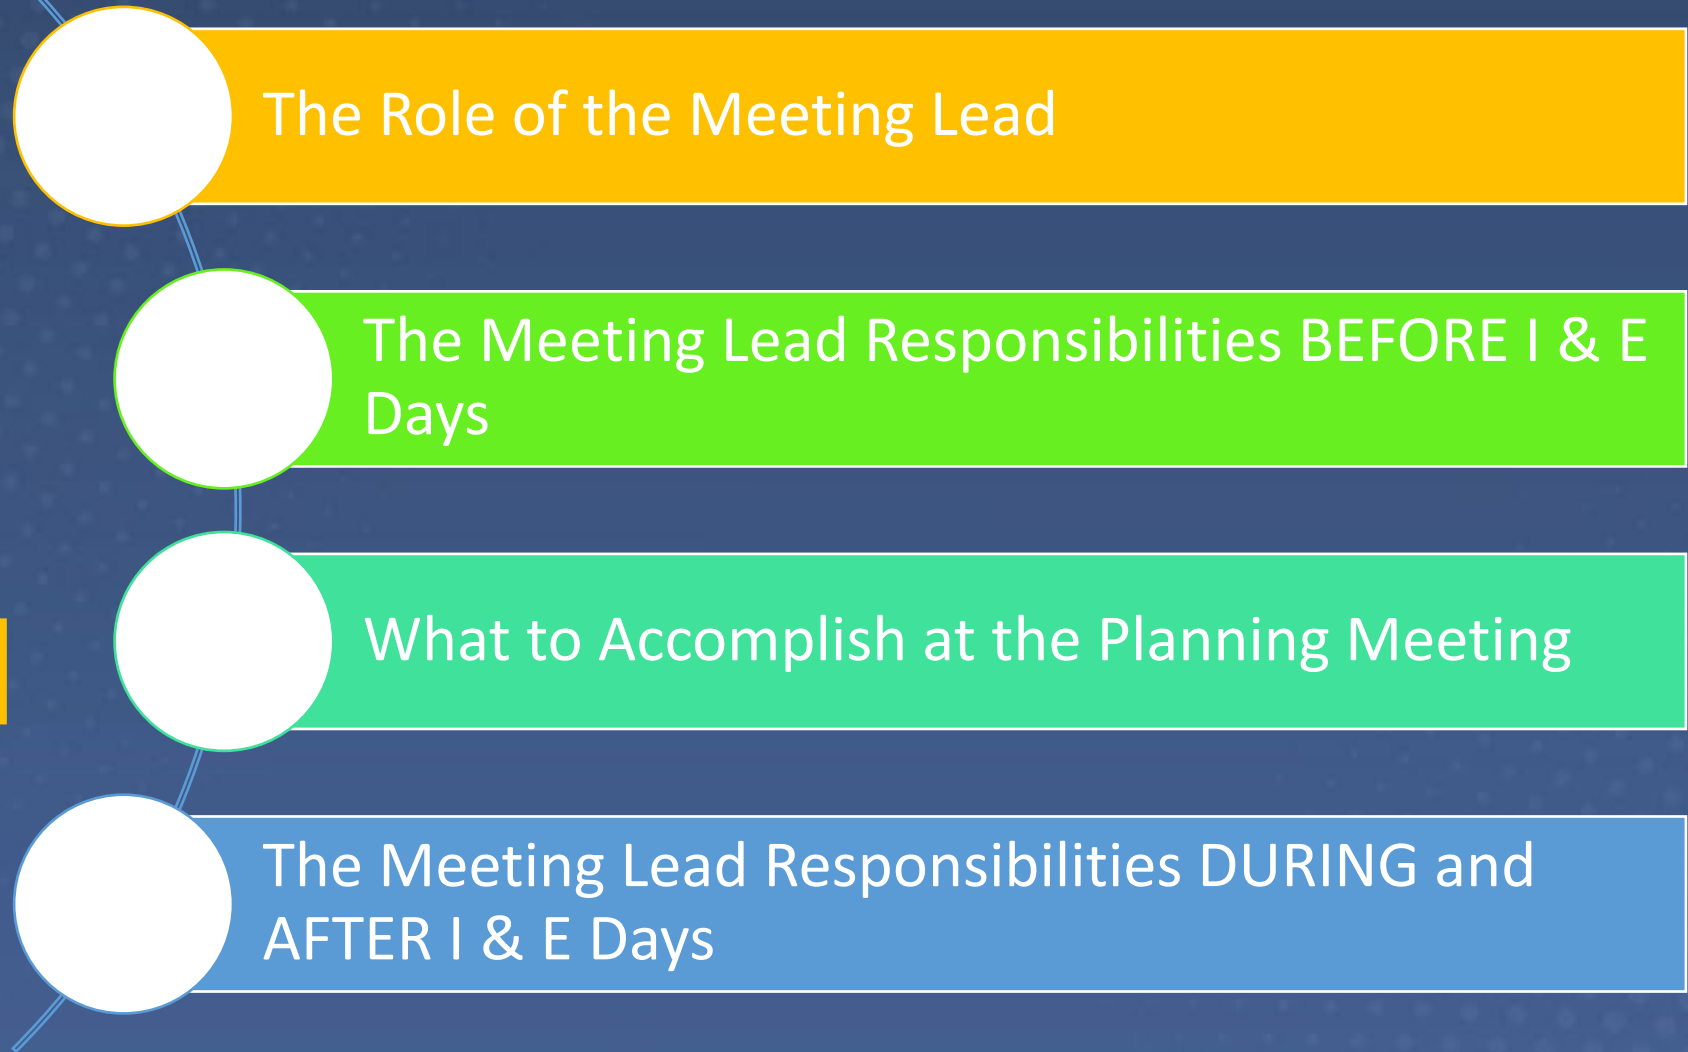 The Role of the Meeting Lead
The Meeting Lead Responsibilities BEFORE I & E
Days
What to Accomplish at the Planning Meeting
The Meeting Lead Responsibilities DURING and
AFTER I & E Days